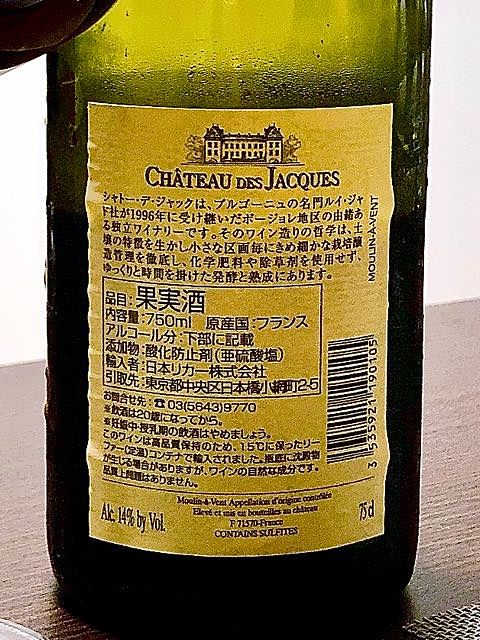 CHÂTEAU DES JACQUES
シャトー・デ・ジャックは、ブルゴーニュの名門ルイ・ジャ
ド社が1996年に受け継いだボージョレ地区の由緒あ
る独立ワイナリーです。そのワイン造りの哲学は、土
壌の特徴を生かし小さな区画毎にきめ細かな栽培醸
造管理を徹底し、化学肥料や除草剤を使用せず、
ゆっくりと時間を掛けた発酵と熟成にあります。
MOULIN-À-VENT
品目:果実酒
内容量:750ml 原産国:フランス
アルコール分:下部に記載
添加物:酸化防止剤(亜硫酸塩)
輸入者:日本リカー株式会社
引取先:東京都中央区日本橋小網町2-5
お問合せ先:☎03(5643)9770
※飲酒は20歳になってから。
※妊娠中・授乳期の飲酒はやめましょう。
このワインは高品質保持のため、15℃に保ったリー
ファー(定温)コンテナで輸入されました。瓶底に沈殿物
が生じる場合がありますが、ワインの自然な成分です。
品質上問題はありません。
3 535921 190105
Moulin-à-Vent Appellation d'origine contrôlée
Elevé et mis en bouteilles au château
F 71570-France
CONTAINS SULFITES
Alc. 14% by Vol.
75 cl